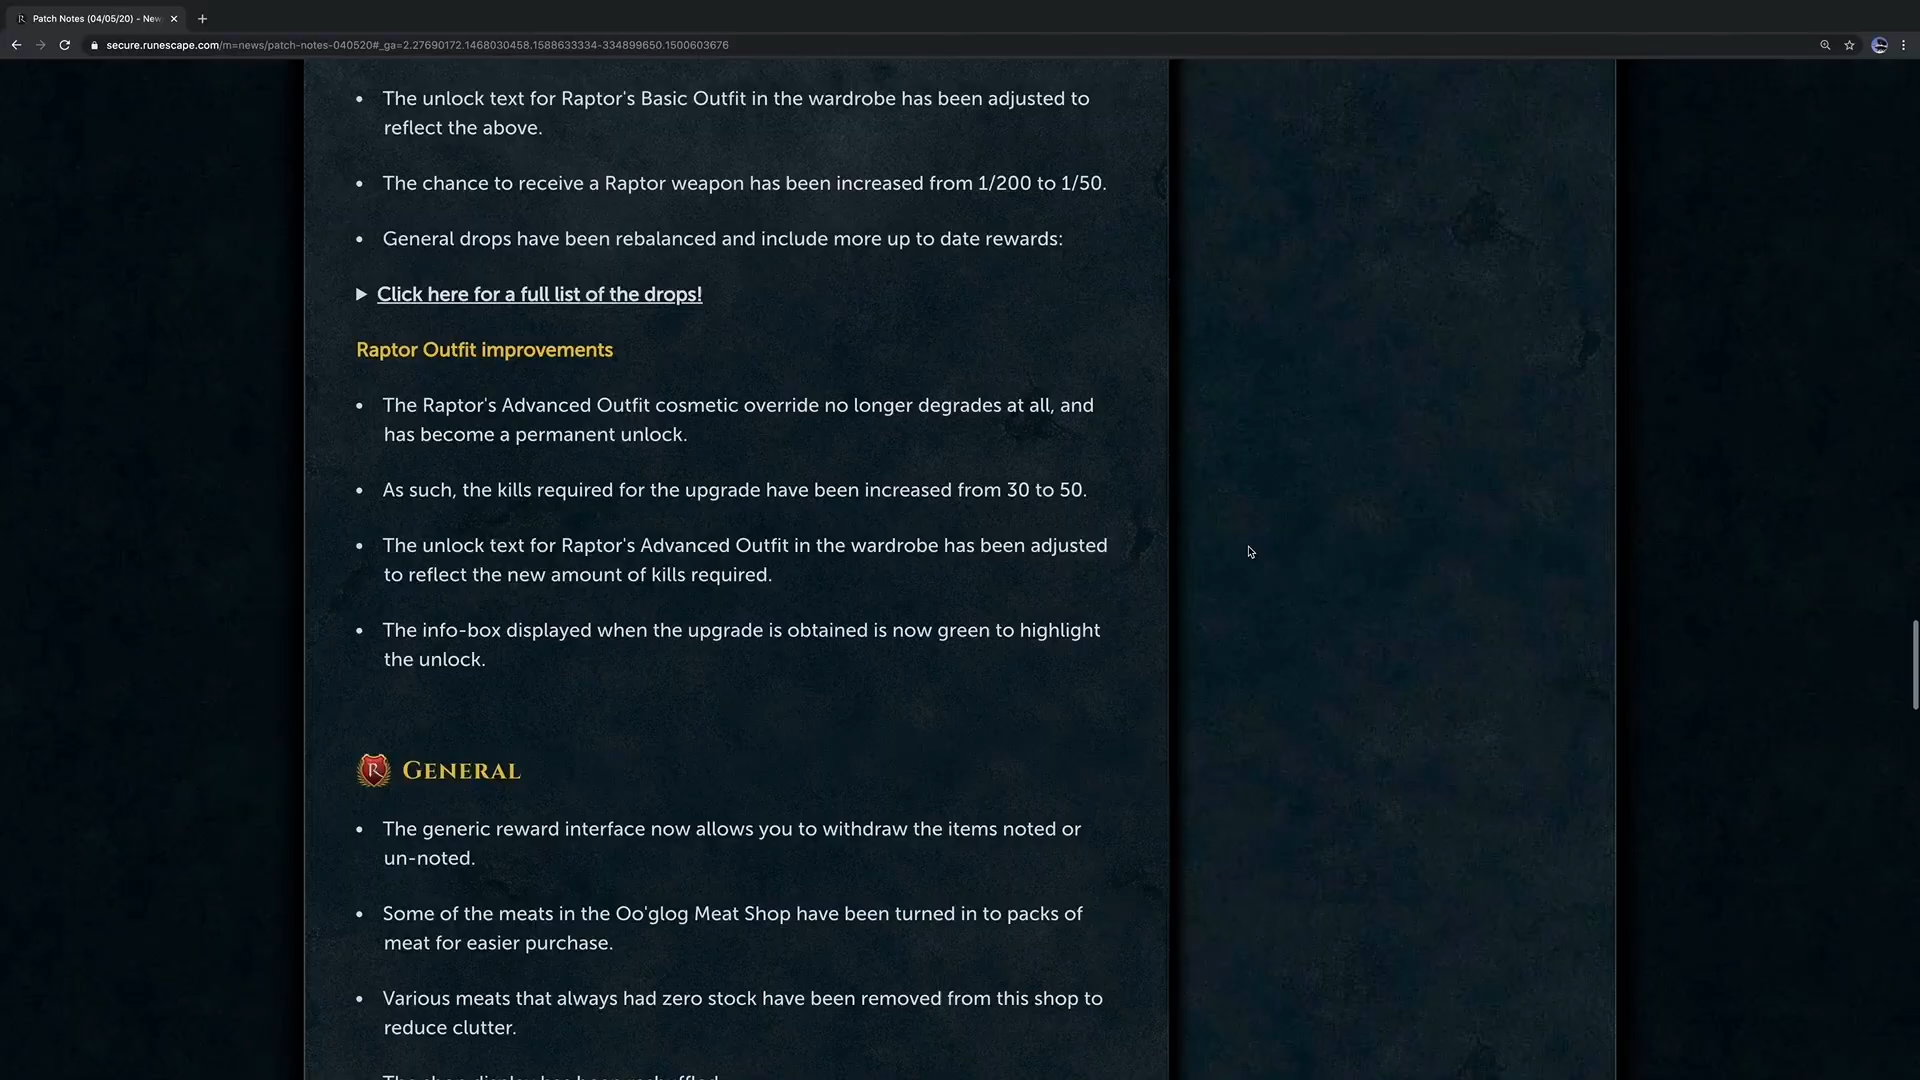 Patch Notes (04/05/20) - New
secure.runescape.com/m=news/patch-notes-040520#_ga=2.27690172.1468030458.1588633334-334899650.1500603676
• The unlock text for Raptor's Basic Outfit in the wardrobe has been adjusted to
reflect the above.
• The chance to receive a Raptor weapon has been increased from 1/200 to 1/50.
• General drops have been rebalanced and include more up to date rewards:
Click here for a full list of the drops!
Raptor Outfit improvements
• The Raptor's Advanced Outfit cosmetic override no longer degrades at all, and
has become a permanent unlock.
• As such, the kills required for the upgrade have been increased from 30 to 50.
• The unlock text for Raptor's Advanced Outfit in the wardrobe has been adjusted
to reflect the new amount of kills required.
• The info-box displayed when the upgrade is obtained is now green to highlight
the unlock.
GENERAL
• The generic reward interface now allows you to withdraw the items noted or
un-noted.
• Some of the meats in the Oo'glog Meat Shop have been turned in to packs of
meat for easier purchase.
• Various meats that always had zero stock have been removed from this shop to
reduce clutter.